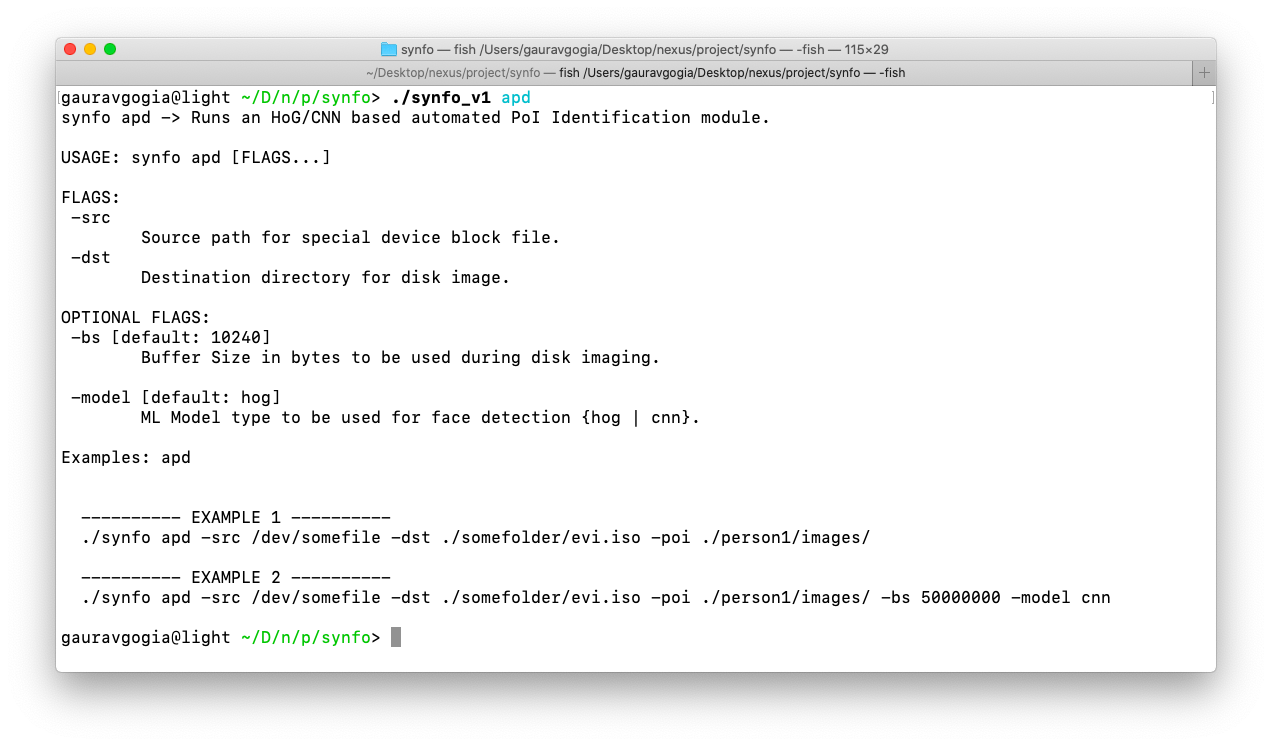 synfo — fish /Users/gauravgogia/Desktop/nexus/project/synfo — -fish — 115×29
~/Desktop/nexus/project/synfo — fish /Users/gauravgogia/Desktop/nexus/project/synfo — -fish
gauravgogia@light ~/D/n/p/synfo> ./synfo_v1 apd
synfo apd -> Runs an HoG/CNN based automated PoI Identification module.
USAGE: synfo apd [FLAGS...]
FLAGS:
-src
Source path for special device block file.
-dst
Destination directory for disk image.
OPTIONAL FLAGS:
-bs [default: 10240]
Buffer Size in bytes to be used during disk imaging.
-model [default: hog]
ML Model type to be used for face detection {hog | cnn}.
Examples: apd
---------- EXAMPLE 1 ----------
./synfo apd -src /dev/somefile -dst ./somefolder/evi.iso -poi ./person1/images/
---------- EXAMPLE 2 ----------
./synfo apd -src /dev/somefile -dst ./somefolder/evi.iso -poi ./person1/images/ -bs 50000000 -model cnn
gauravgogia@light ~/D/n/p/synfo>